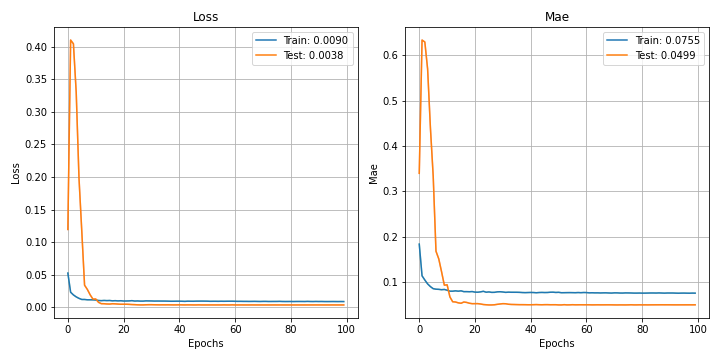 Loss
Train: 0.0090
Test: 0.0038
0.40
0.35
0.30
0.25
0.20
0.15
0.10
0.05
0.00
Loss
0 20 40 60 80 100
Epochs
Mae
Train: 0.0755
Test: 0.0499
0.6
0.5
0.4
0.3
0.2
0.1
Mae
0 20 40 60 80 100
Epochs